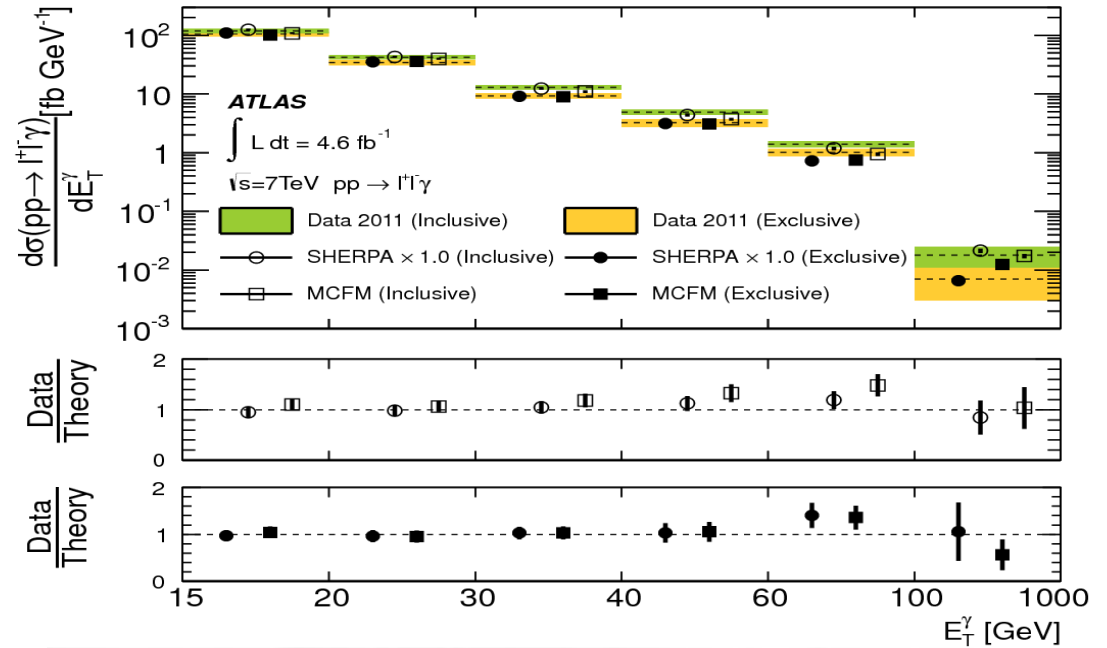 dσ(pp→ l⁺l⁻γ)
dE_T^γ
[fb GeV⁻¹]
10²
10
1
10⁻¹
10⁻²
10⁻³
ATLAS
∫ L dt = 4.6 fb⁻¹
√s=7TeV pp → l⁺l⁻γ
Data 2011 (Inclusive)
Data 2011 (Exclusive)
SHERPA × 1.0 (Inclusive)
SHERPA × 1.0 (Exclusive)
MCFM (Inclusive)
MCFM (Exclusive)
Data
Theory
2
1
0
Data
Theory
2
1
0
15 20 30 40 60 100 1000
E_T^γ [GeV]